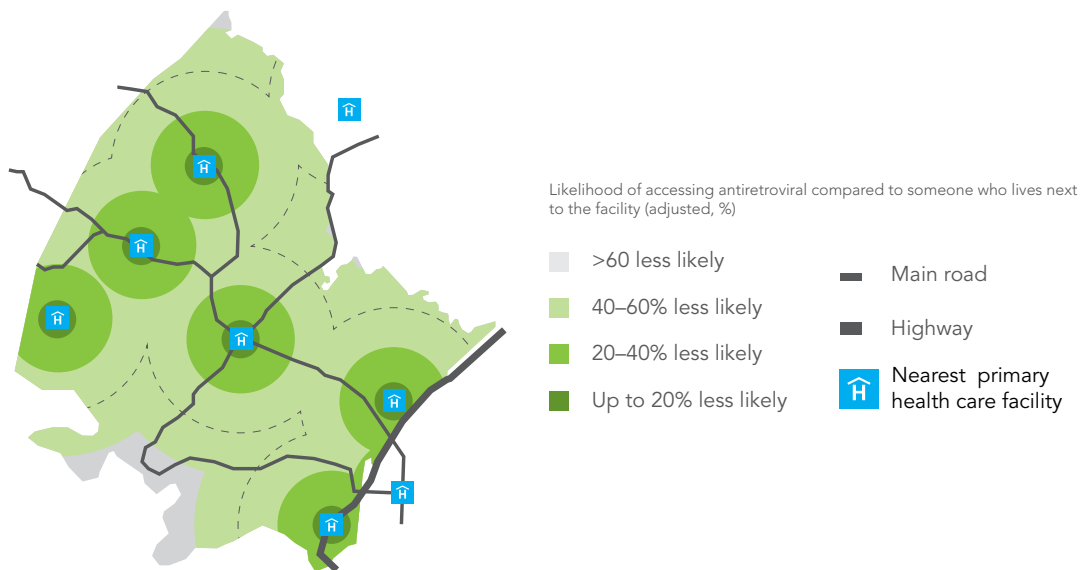 Likelihood of accessing antiretroviral compared to someone who lives next
to the facility (adjusted, %)
>60 less likely
40–60% less likely
20–40% less likely
Up to 20% less likely
Main road
Highway
Nearest primary
health care facility
H
H
H
H
H
H
H
H
H